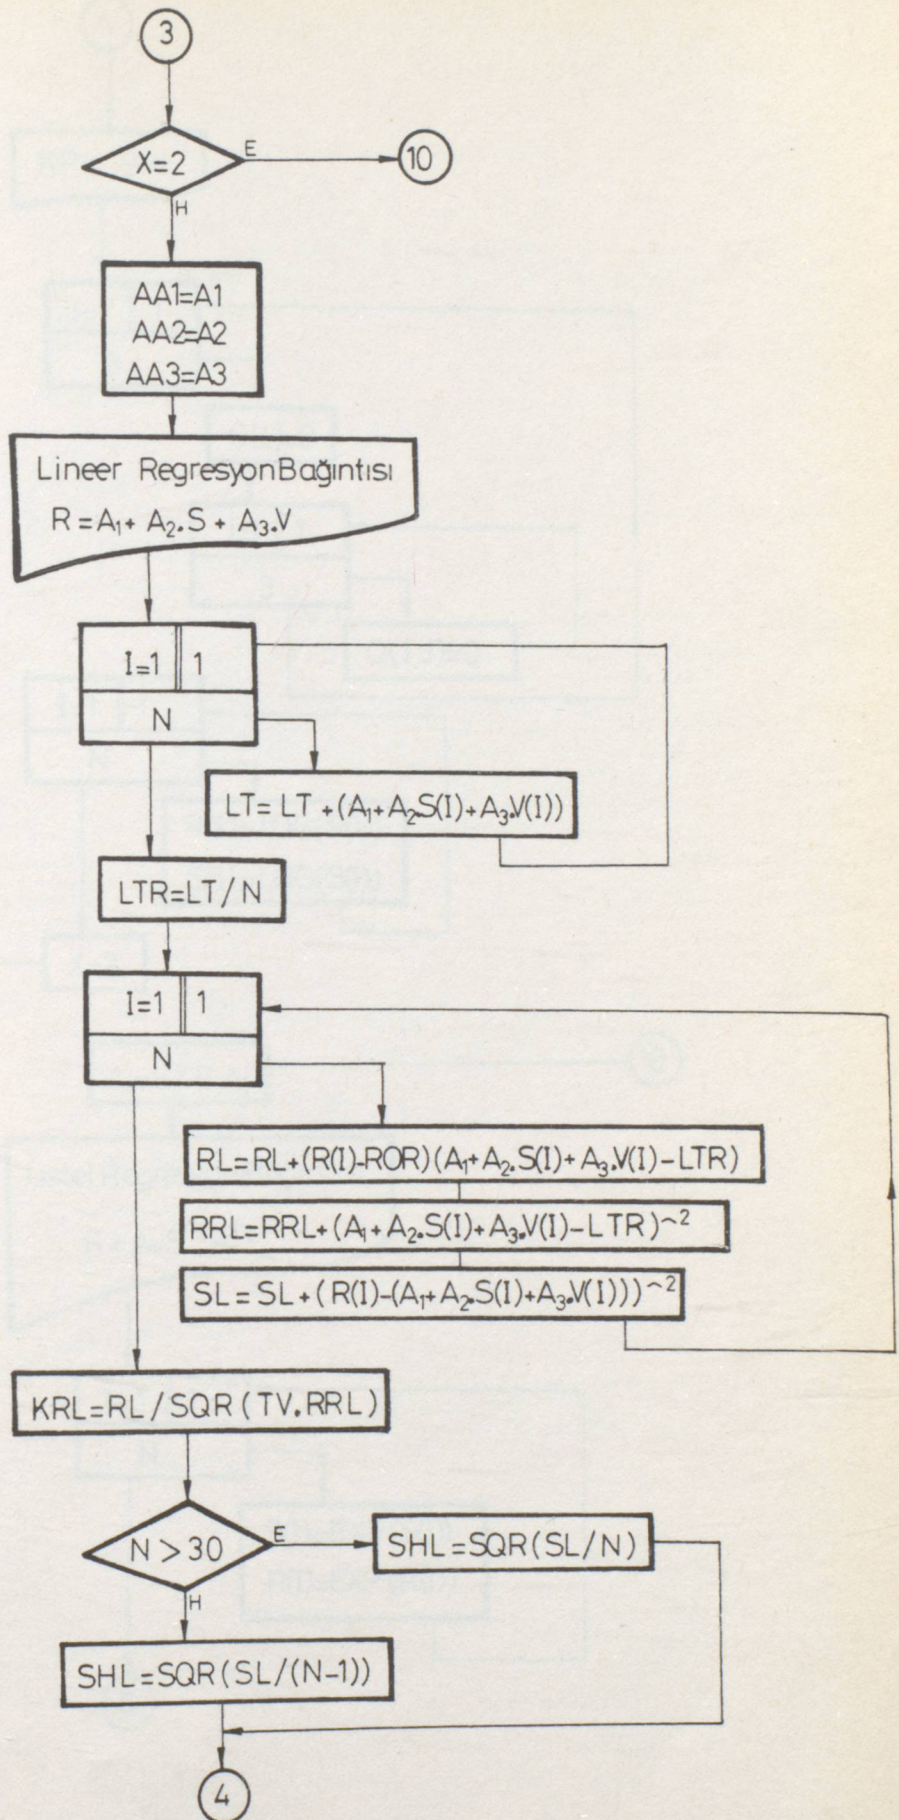 3
X=2
E
10
H
AA1=A1
AA2=A2
AA3=A3
Lineer Regresyon Bağıntısı
R=A₁+A₂.S+A₃.V
I=1 1
N
LT=LT+(A₁+A₂.S(I)+A₃.V(I))
LTR=LT/N
I=1 1
N
RL=RL+(R(I)-ROR)(A₁+A₂.S(I)+A₃.V(I)-LTR)
RRL=RRL+(A₁+A₂.S(I)+A₃.V(I)-LTR)~²
SL=SL+(R(I)-(A₁+A₂.S(I)+A₃.V(I)))~²
KRL=RL/SQR(TV.RRL)
N>30
E
SHL=SQR(SL/N)
H
SHL=SQR(SL/(N-1))
4